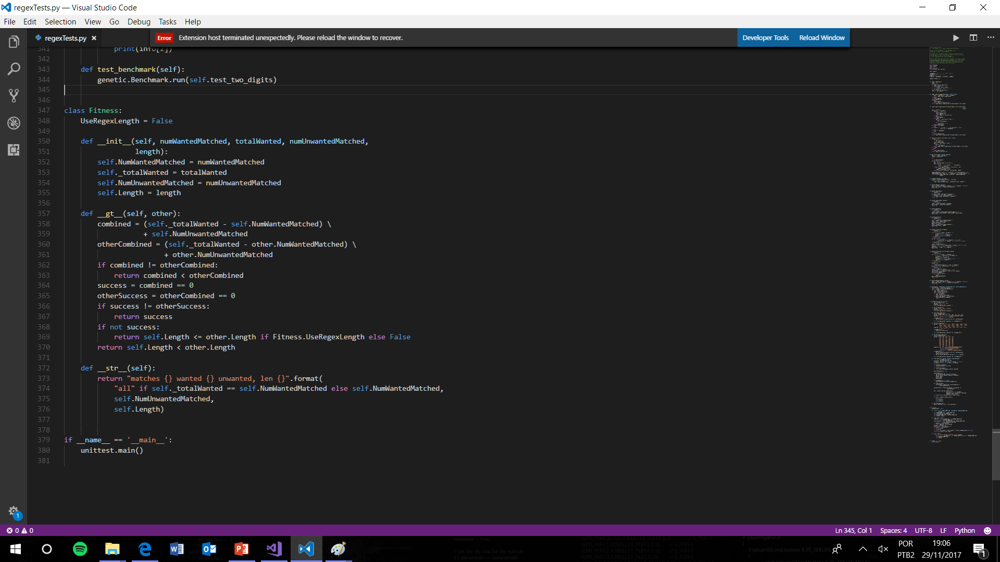 regexTests.py — Visual Studio Code
File Edit Selection View Go Debug Tasks Help
regexTests.py × Error Extension host terminated unexpectedly. Please reload the window to recover. Developer Tools Reload Window
341 print(info[2])
342
343 def test_benchmark(self):
344 genetic.Benchmark.run(self.test_two_digits)
345
346
347 class Fitness:
348 UseRegexLength = False
349
350 def __init__(self, numWantedMatched, totalWanted, numUnwantedMatched,
351 length):
352 self.NumWantedMatched = numWantedMatched
353 self._totalWanted = totalWanted
354 self.NumUnwantedMatched = numUnwantedMatched
355 self.Length = length
356
357 def __gt__(self, other):
358 combined = (self._totalWanted - self.NumWantedMatched) \
359 + self.NumUnwantedMatched
360 otherCombined = (self._totalWanted - other.NumWantedMatched) \
361 + other.NumUnwantedMatched
362 if combined != otherCombined:
363 return combined < otherCombined
364 success = combined == 0
365 otherSuccess = otherCombined == 0
366 if success != otherSuccess:
367 return success
368 if not success:
369 return self.Length <= other.Length if Fitness.UseRegexLength else False
370 return self.Length < other.Length
371
372 def __str__(self):
373 return "matches {} wanted {} unwanted, len {}".format(
374 "all" if self._totalWanted == self.NumWantedMatched else self.NumWantedMatched,
375 self.NumUnwantedMatched,
376 self.Length)
377
378
379 if __name__ == '__main__':
380 unittest.main()
381
1
0 0 Ln 345, Col 1 Spaces: 4 UTF-8 LF Python
POR 19:06
PTB2 29/11/2017 1